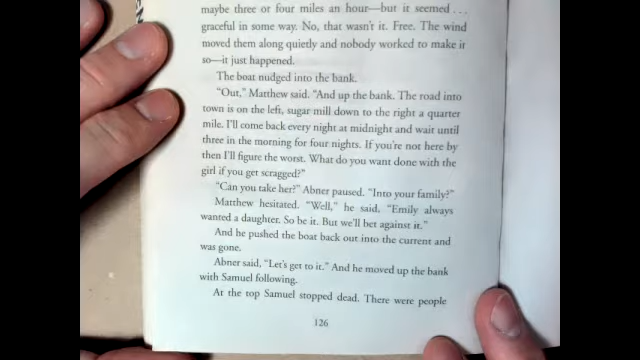 maybe three or four miles an hour—but it seemed . . .
graceful in some way. No, that wasn't it. Free. The wind
moved them along quietly and nobody worked to make it
so—it just happened.
The boat nudged into the bank.
"Out," Matthew said. "And up the bank. The road into
town is on the left, sugar mill down to the right a quarter
mile. I'll come back every night at midnight and wait until
three in the morning for four nights. If you're not here by
then I'll figure the worst. What do you want done with the
girl if you get scragged?"
"Can you take her?" Abner paused. "Into your family?"
Matthew hesitated. "Well," he said, "Emily always
wanted a daughter. So be it. But we'll bet against it."
And he pushed the boat back out into the current and
was gone.
Abner said, "Let's get to it." And he moved up the bank
with Samuel following.
At the top Samuel stopped dead. There were people
126